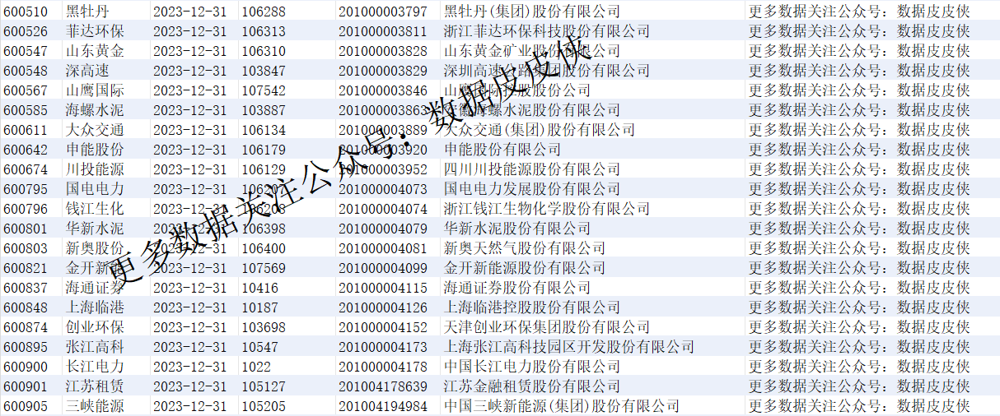 600510 黑牡丹 2023-12-31 106288 201000003797 黑牡丹(集团)股份有限公司 更多数据关注公众号：数据皮皮侠
600526 菲达环保 2023-12-31 106313 201000003811 浙江菲达环保科技股份有限公司 更多数据关注公众号：数据皮皮侠
600547 山东黄金 2023-12-31 106310 201000003828 山东黄金矿业股份有限公司 更多数据关注公众号：数据皮皮侠
600548 深高速 2023-12-31 103847 201000003829 深圳高速公路集团股份有限公司 更多数据关注公众号：数据皮皮侠
600567 山鹰国际 2023-12-31 107542 201000003846 山鹰国际控股股份公司 更多数据关注公众号：数据皮皮侠
600585 海螺水泥 2023-12-31 103887 201000003863 安徽海螺水泥股份有限公司 更多数据关注公众号：数据皮皮侠
600611 大众交通 2023-12-31 106134 201000003889 大众交通(集团)股份有限公司 更多数据关注公众号：数据皮皮侠
600642 申能股份 2023-12-31 106179 201000003920 申能股份有限公司 更多数据关注公众号：数据皮皮侠
600674 川投能源 2023-12-31 106129 201000003952 四川川投能源股份有限公司 更多数据关注公众号：数据皮皮侠
600795 国电电力 2023-12-31 106207 201000004073 国电电力发展股份有限公司 更多数据关注公众号：数据皮皮侠
600796 钱江生化 2023-12-31 106208 201000004074 浙江钱江生物化学股份有限公司 更多数据关注公众号：数据皮皮侠
600801 华新水泥 2023-12-31 106398 201000004079 华新水泥股份有限公司 更多数据关注公众号：数据皮皮侠
600803 新奥股份 2023-12-31 106400 201000004081 新奥天然气股份有限公司 更多数据关注公众号：数据皮皮侠
600821 金开新能 2023-12-31 107569 201000004099 金开新能源股份有限公司 更多数据关注公众号：数据皮皮侠
600837 海通证券 2023-12-31 10416 201000004115 海通证券股份有限公司 更多数据关注公众号：数据皮皮侠
600848 上海临港 2023-12-31 10187 201000004126 上海临港控股股份有限公司 更多数据关注公众号：数据皮皮侠
600874 创业环保 2023-12-31 103698 201000004152 天津创业环保集团股份有限公司 更多数据关注公众号：数据皮皮侠
600895 张江高科 2023-12-31 10547 201000004173 上海张江高科技园区开发股份有限公司 更多数据关注公众号：数据皮皮侠
600900 长江电力 2023-12-31 1022 201000004178 中国长江电力股份有限公司 更多数据关注公众号：数据皮皮侠
600901 江苏租赁 2023-12-31 105127 201004178639 江苏金融租赁股份有限公司 更多数据关注公众号：数据皮皮侠
600905 三峡能源 2023-12-31 105205 201004194984 中国三峡新能源(集团)股份有限公司 更多数据关注公众号：数据皮皮侠
更多数据关注公众号：数据皮皮侠